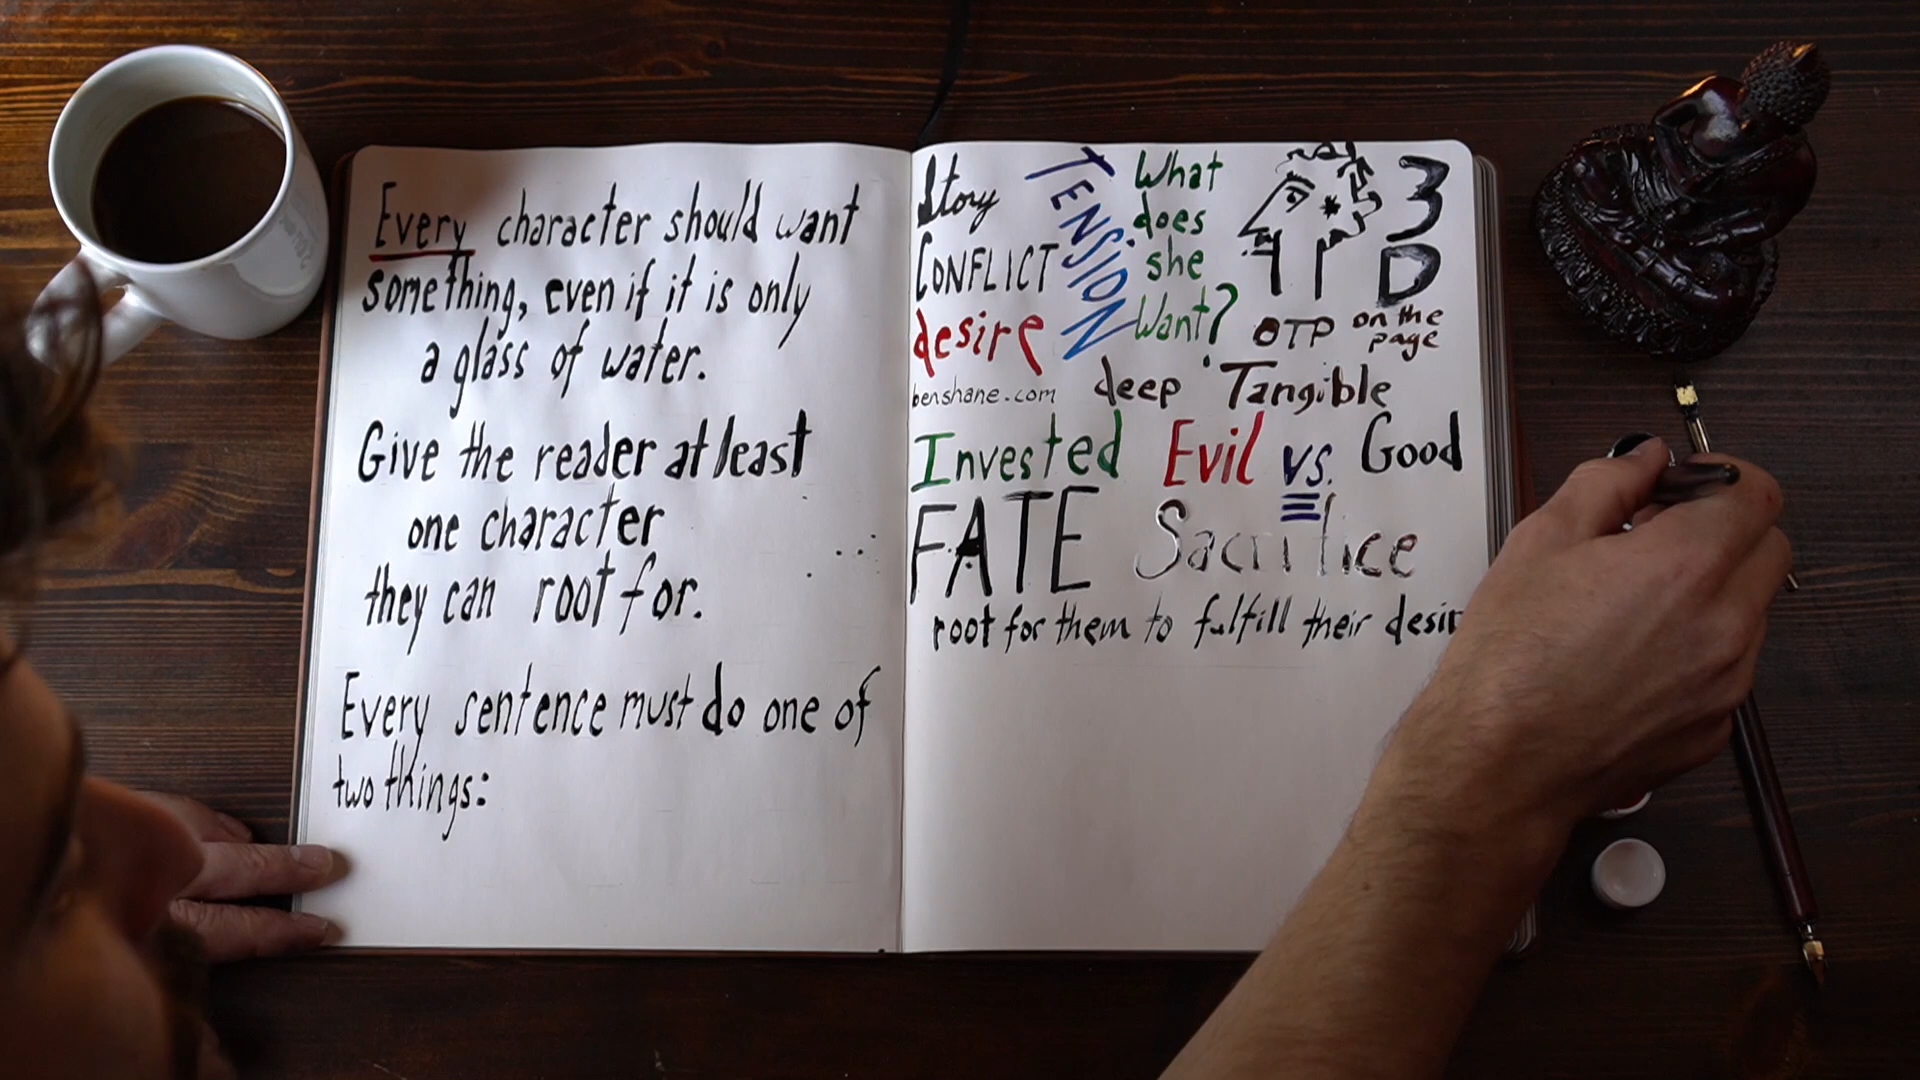 Every character should want
something, even if it is only
a glass of water.
Give the reader at least
one character
they can root for.
Every sentence must do one of
two things:
Story
CONFLICT
desire
benshane.com
TENSION
What
does
she
Want?
3
D
OTP
on the
page
deep
Tangible
Invested
Evil vs. Good
FATE
Sacrifice
root for them to fulfill their